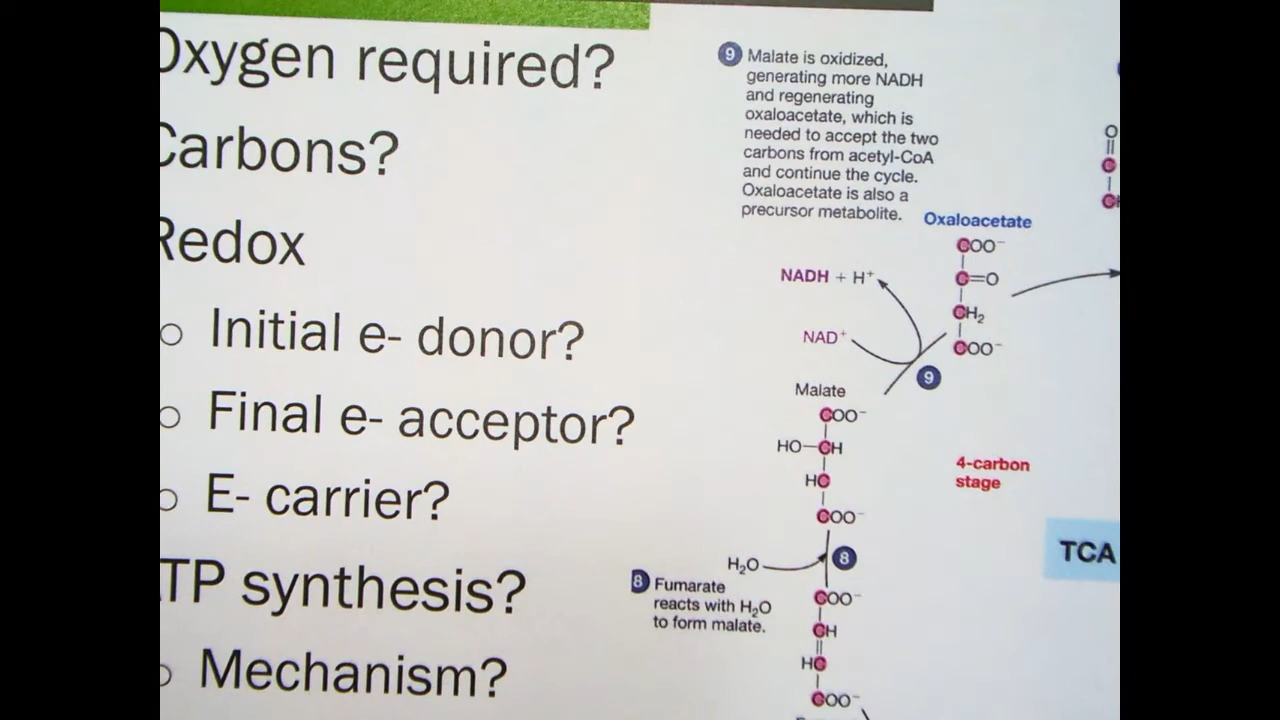 Oxygen required?
Carbons?
Redox
Initial e- donor?
Final e- acceptor?
E- carrier?
TP synthesis?
Mechanism?
9 Malate is oxidized,
generating more NADH
and regenerating
oxaloacetate, which is
needed to accept the two
carbons from acetyl-CoA
and continue the cycle.
Oxaloacetate is also a
precursor metabolite.
Oxaloacetate
COO⁻
C=O
CH₂
COO⁻
NADH + H⁺
NAD⁺
9
Malate
COO⁻
HO—CH
HC
COO⁻
4-carbon
stage
TCA
H₂O
8
8 Fumarate
reacts with H₂O
to form malate.
COO⁻
CH
HC
COO⁻
O
C